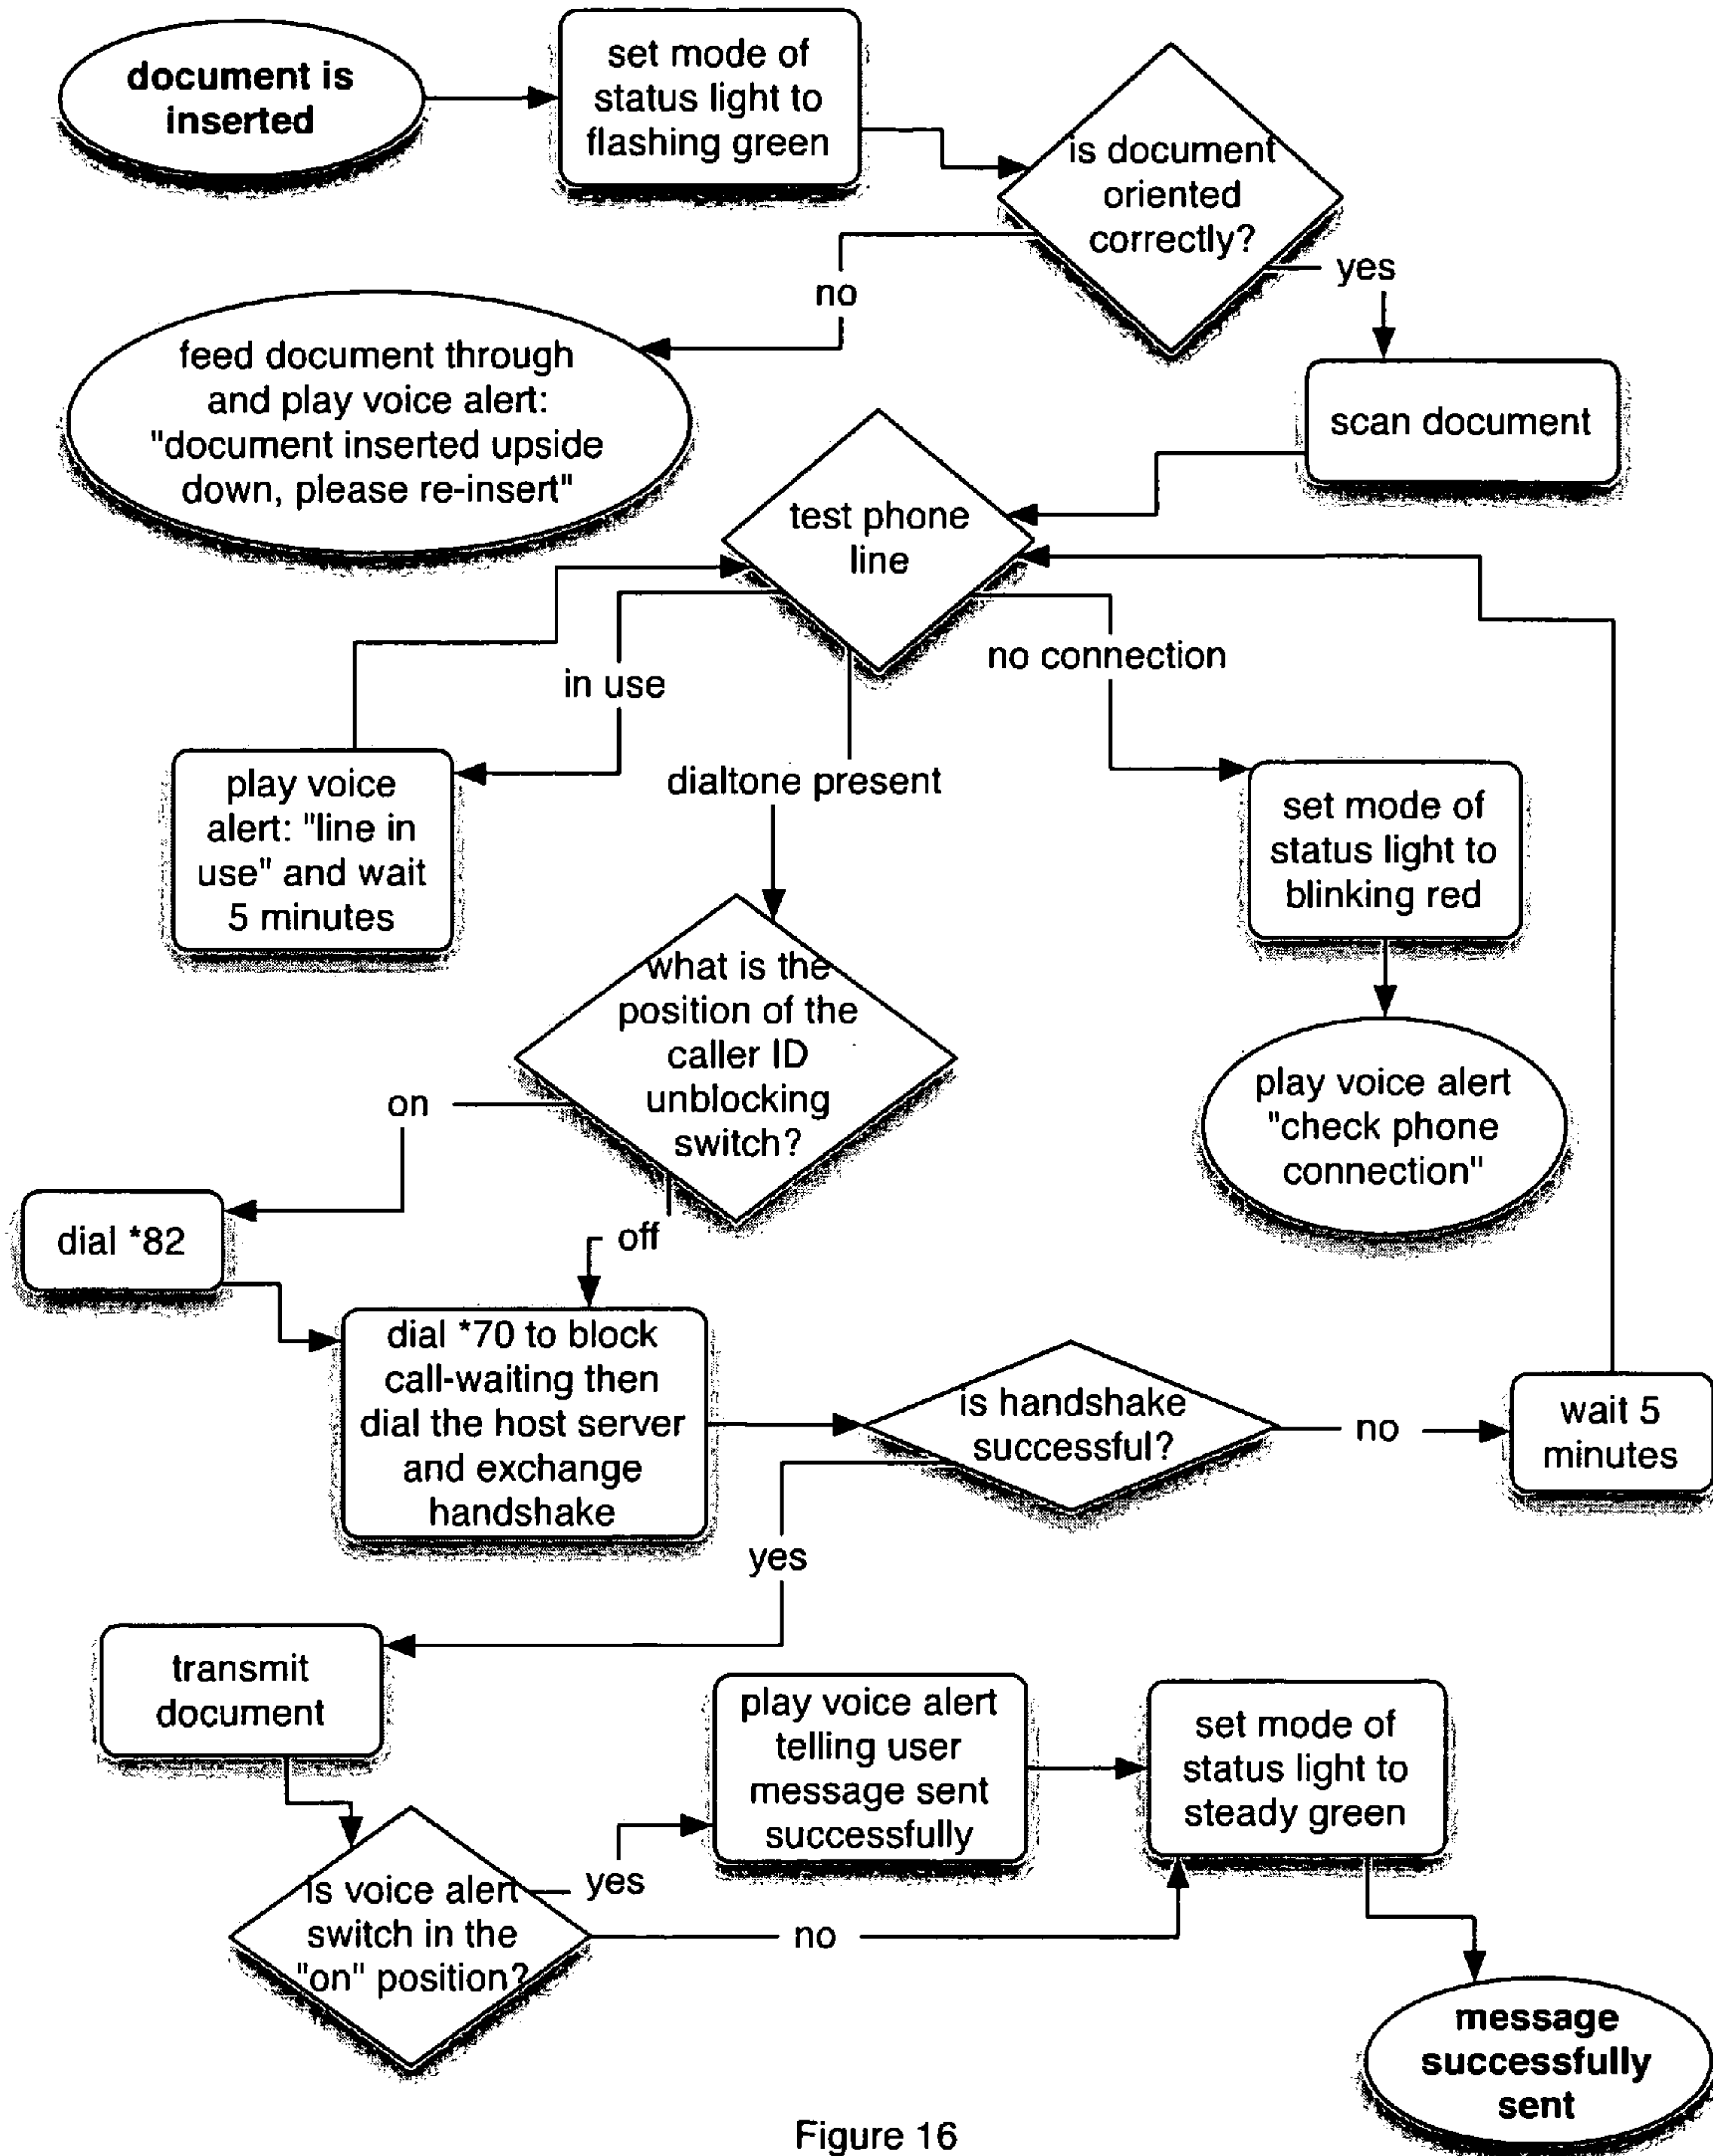 document is
inserted
set mode of
status light to
flashing green
is document
oriented
correctly?
no
yes
feed document through
and play voice alert:
"document inserted upside
down, please re-insert"
scan document
test phone
line
in use
no connection
dialtone present
play voice
alert: "line in
use" and wait
5 minutes
set mode of
status light to
blinking red
what is the
position of the
caller ID
unblocking
switch?
play voice alert
"check phone
connection"
on
off
dial *82
dial *70 to block
call-waiting then
dial the host server
and exchange
handshake
is handshake
successful?
no
wait 5
minutes
yes
transmit
document
play voice alert
telling user
message sent
successfully
set mode of
status light to
steady green
is voice alert
switch in the
"on" position?
yes
no
message
successfully
sent
Figure 16